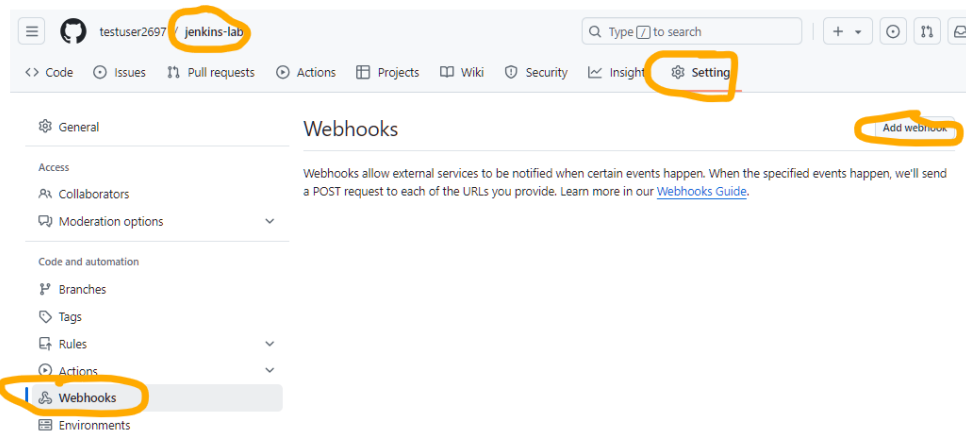 testuser2697 / jenkins-lab
Type / to search
Code Issues Pull requests Actions Projects Wiki Security Insight Setting
General
Access
Collaborators
Moderation options
Code and automation
Branches
Tags
Rules
Actions
Webhooks
Environments
Webhooks
Add webhook
Webhooks allow external services to be notified when certain events happen. When the specified events happen, we'll send
a POST request to each of the URLs you provide. Learn more in our Webhooks Guide.